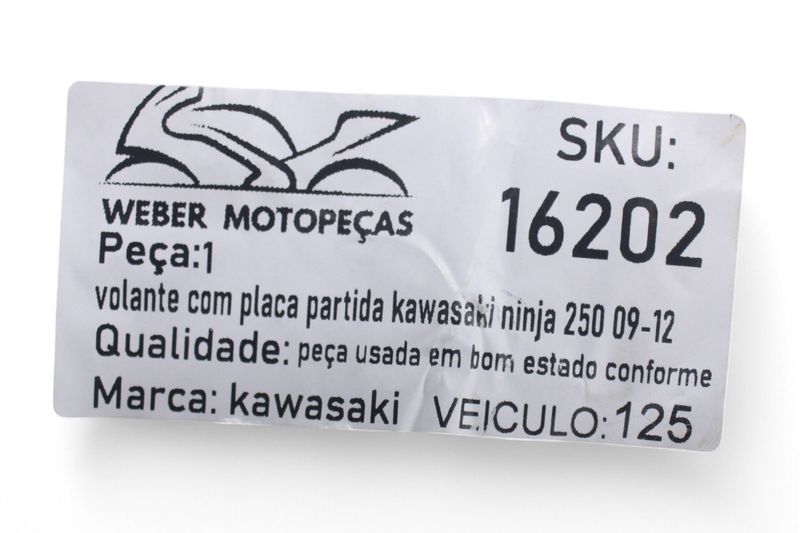 WEBER MOTOPEÇAS
SKU:
16202
Peça:1
volante com placa partida kawasaki ninja 250 09-12
Qualidade: peça usada em bom estado conforme
Marca: kawasaki VEICULO: 125